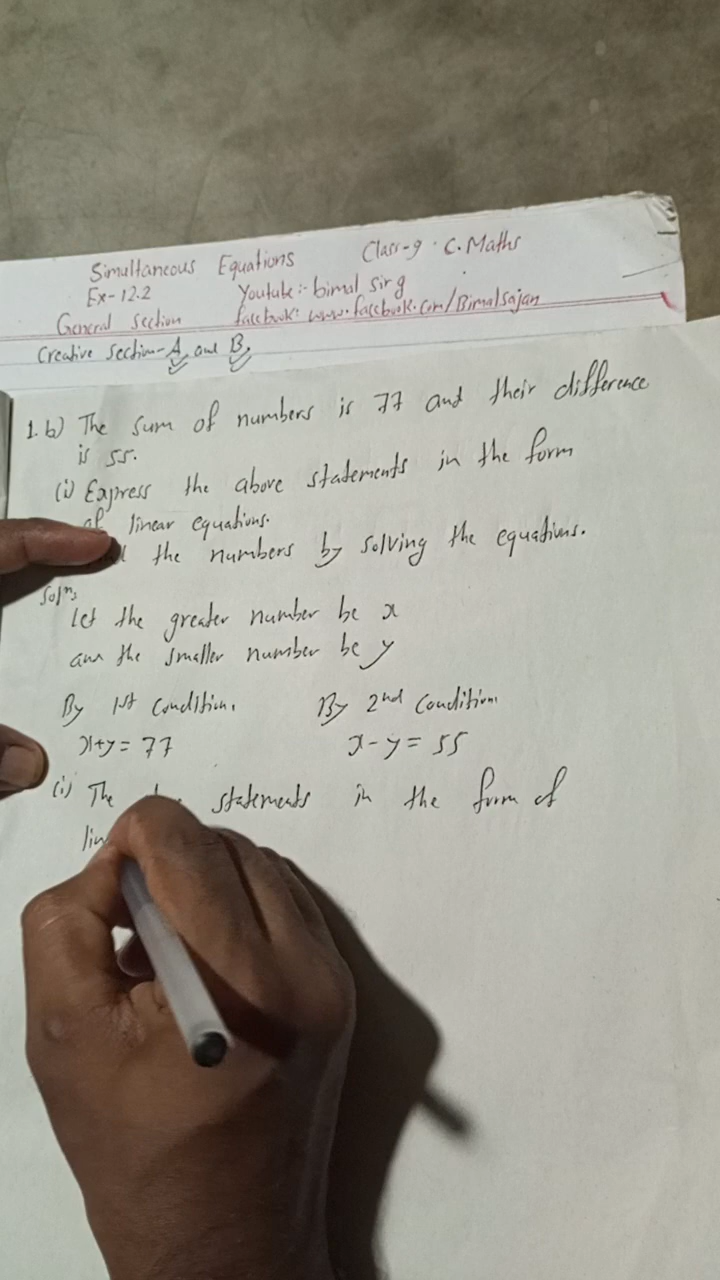 Simultaneous Equations Class-9 C.Maths
Ex-12.2 Youtube:- bimal sir g
General Section facebook: www.facebook.com/Bimalsajan
Creative section-A and B.
1.b) The sum of numbers is 77 and their difference
is 55.
(i) Express the above statements in the form
of linear equations.
the numbers by solving the equations.
Solⁿ,
Let the greater number be x
and the smaller number be y
By 1st Condition. By 2nd Condition
x+y=77 x-y=55
(i) The statements in the form of
lin